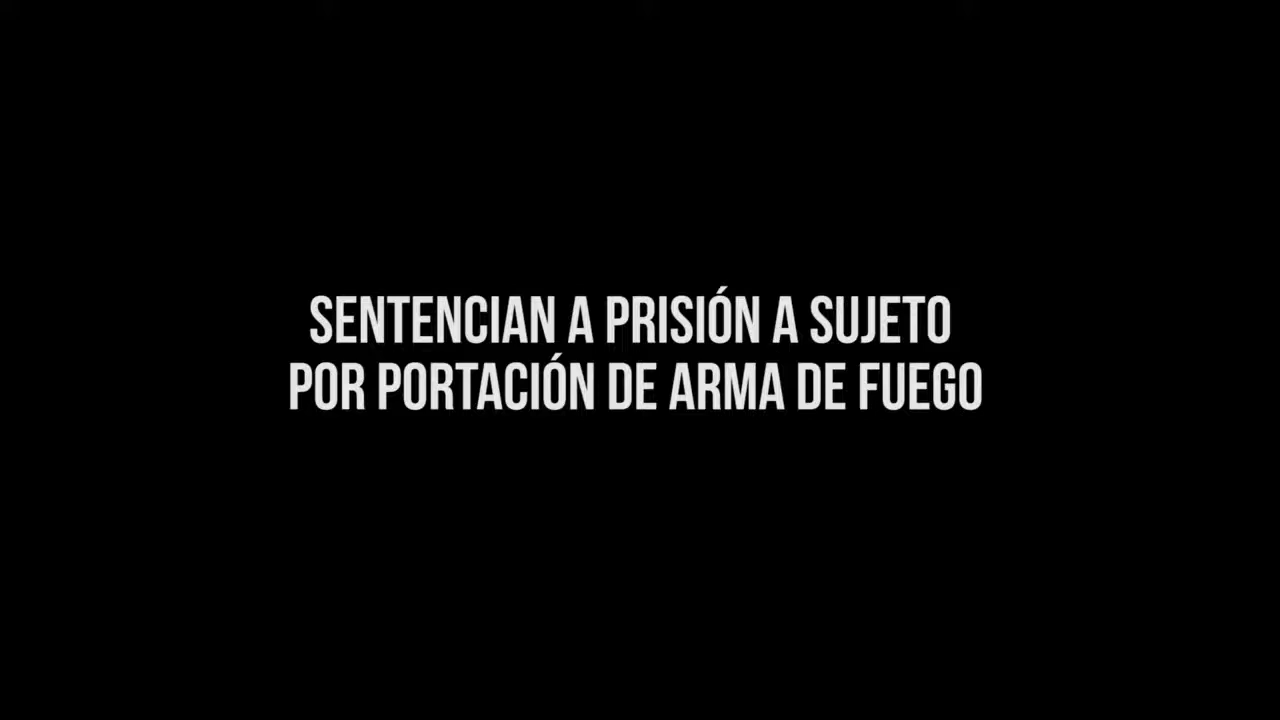 SENTENCIAN A PRISIÓN A SUJETO
POR PORTACIÓN DE ARMA DE FUEGO